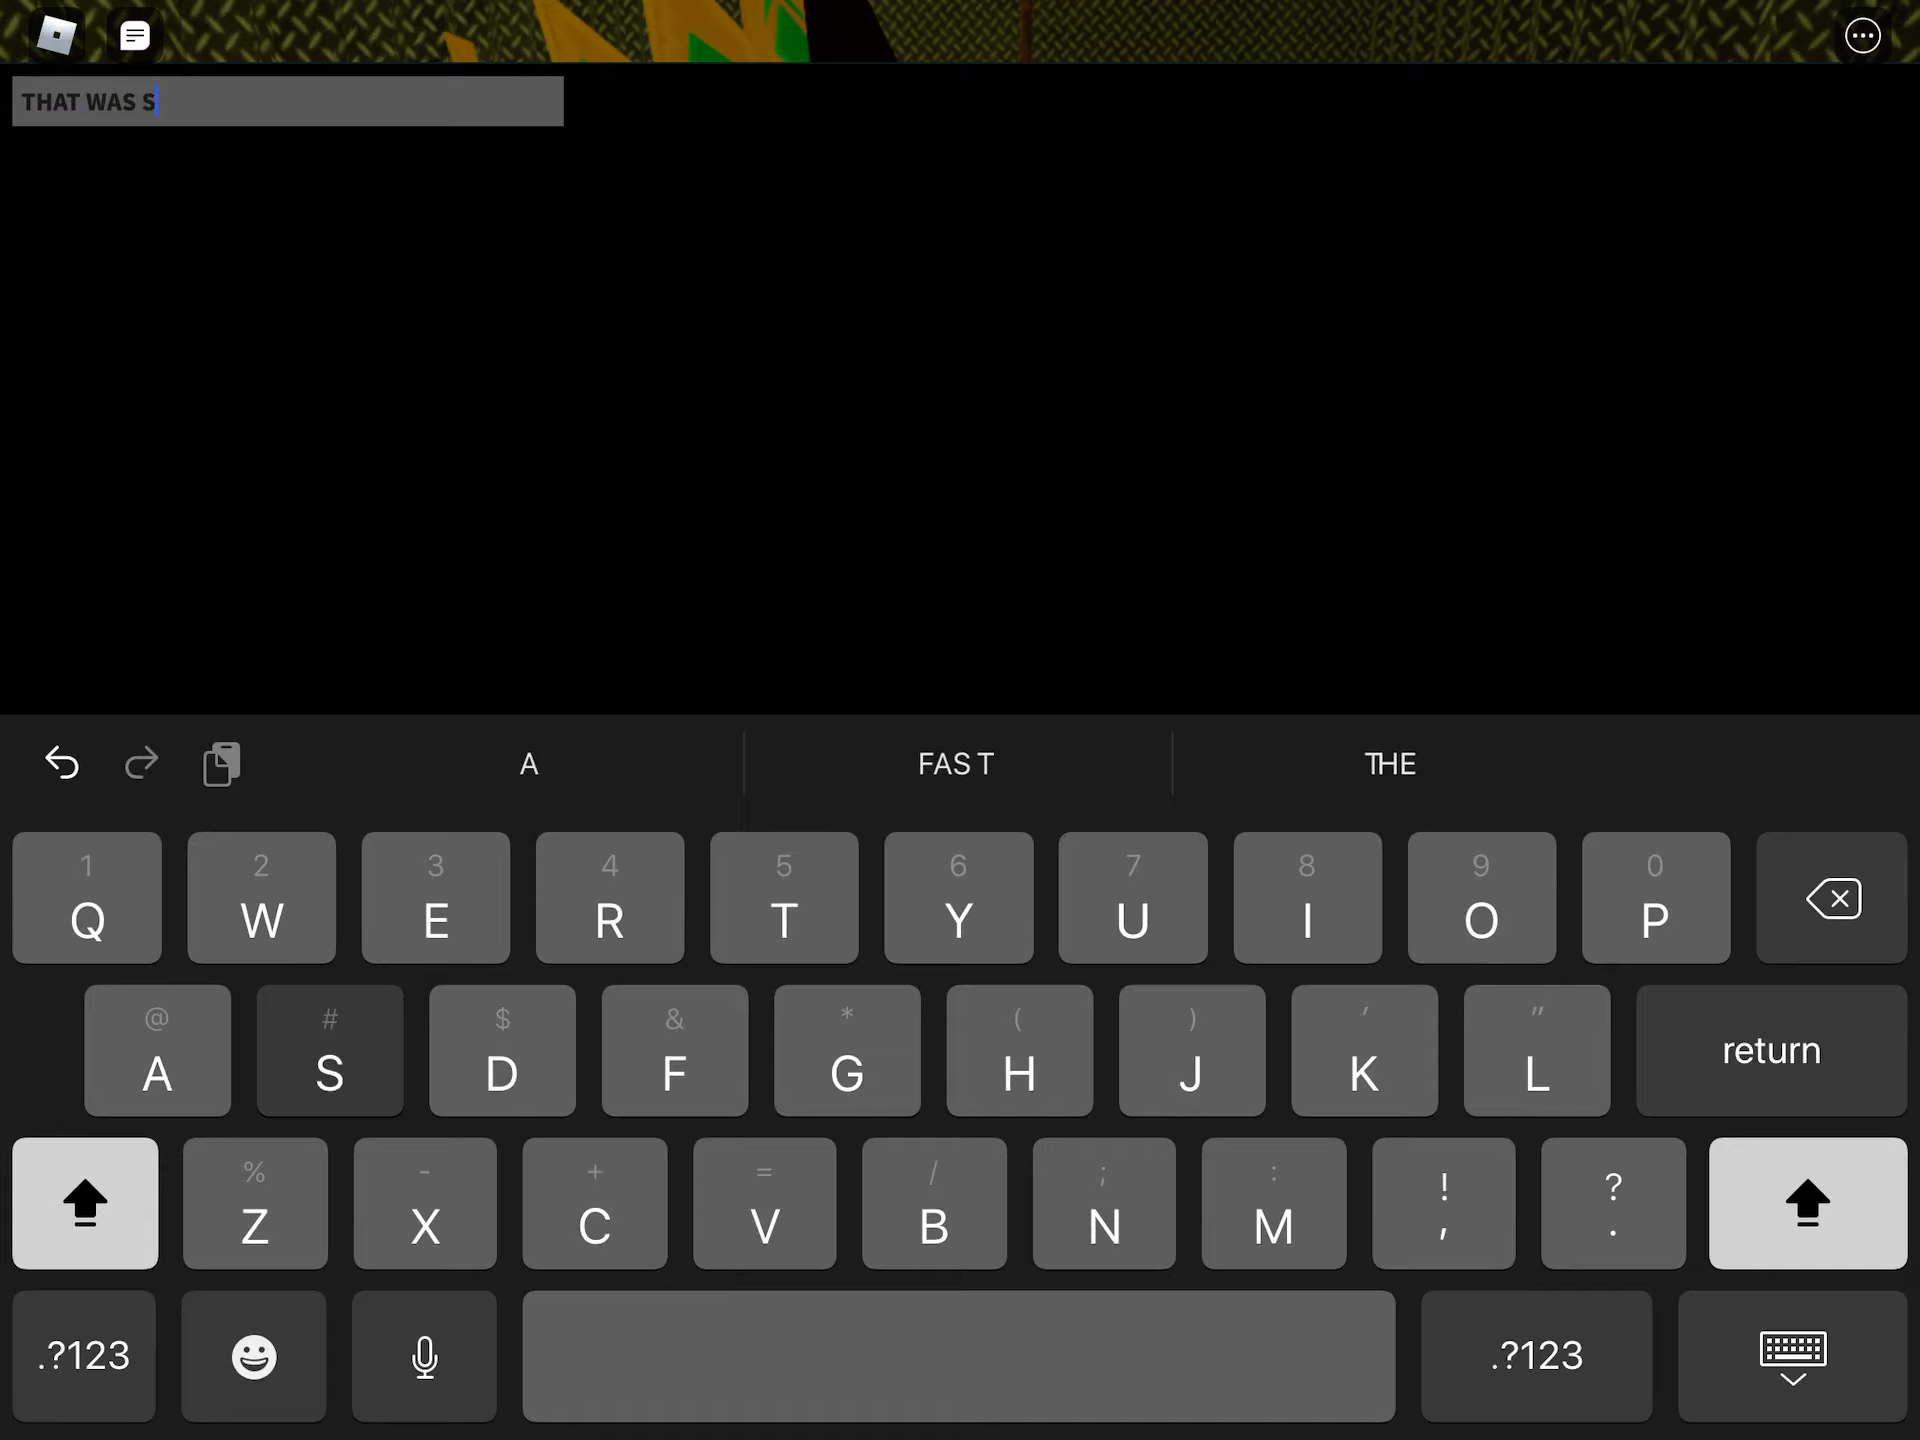 THAT WAS S
A FAS T THE
1 2 3 4 5 6 7 8 9 0
Q W E R T Y U I O P
@ # $ & * ( ) ' "
A S D F G H J K L return
% - + = / ; : ! ?
Z X C V B N M , .
.?123 .?123